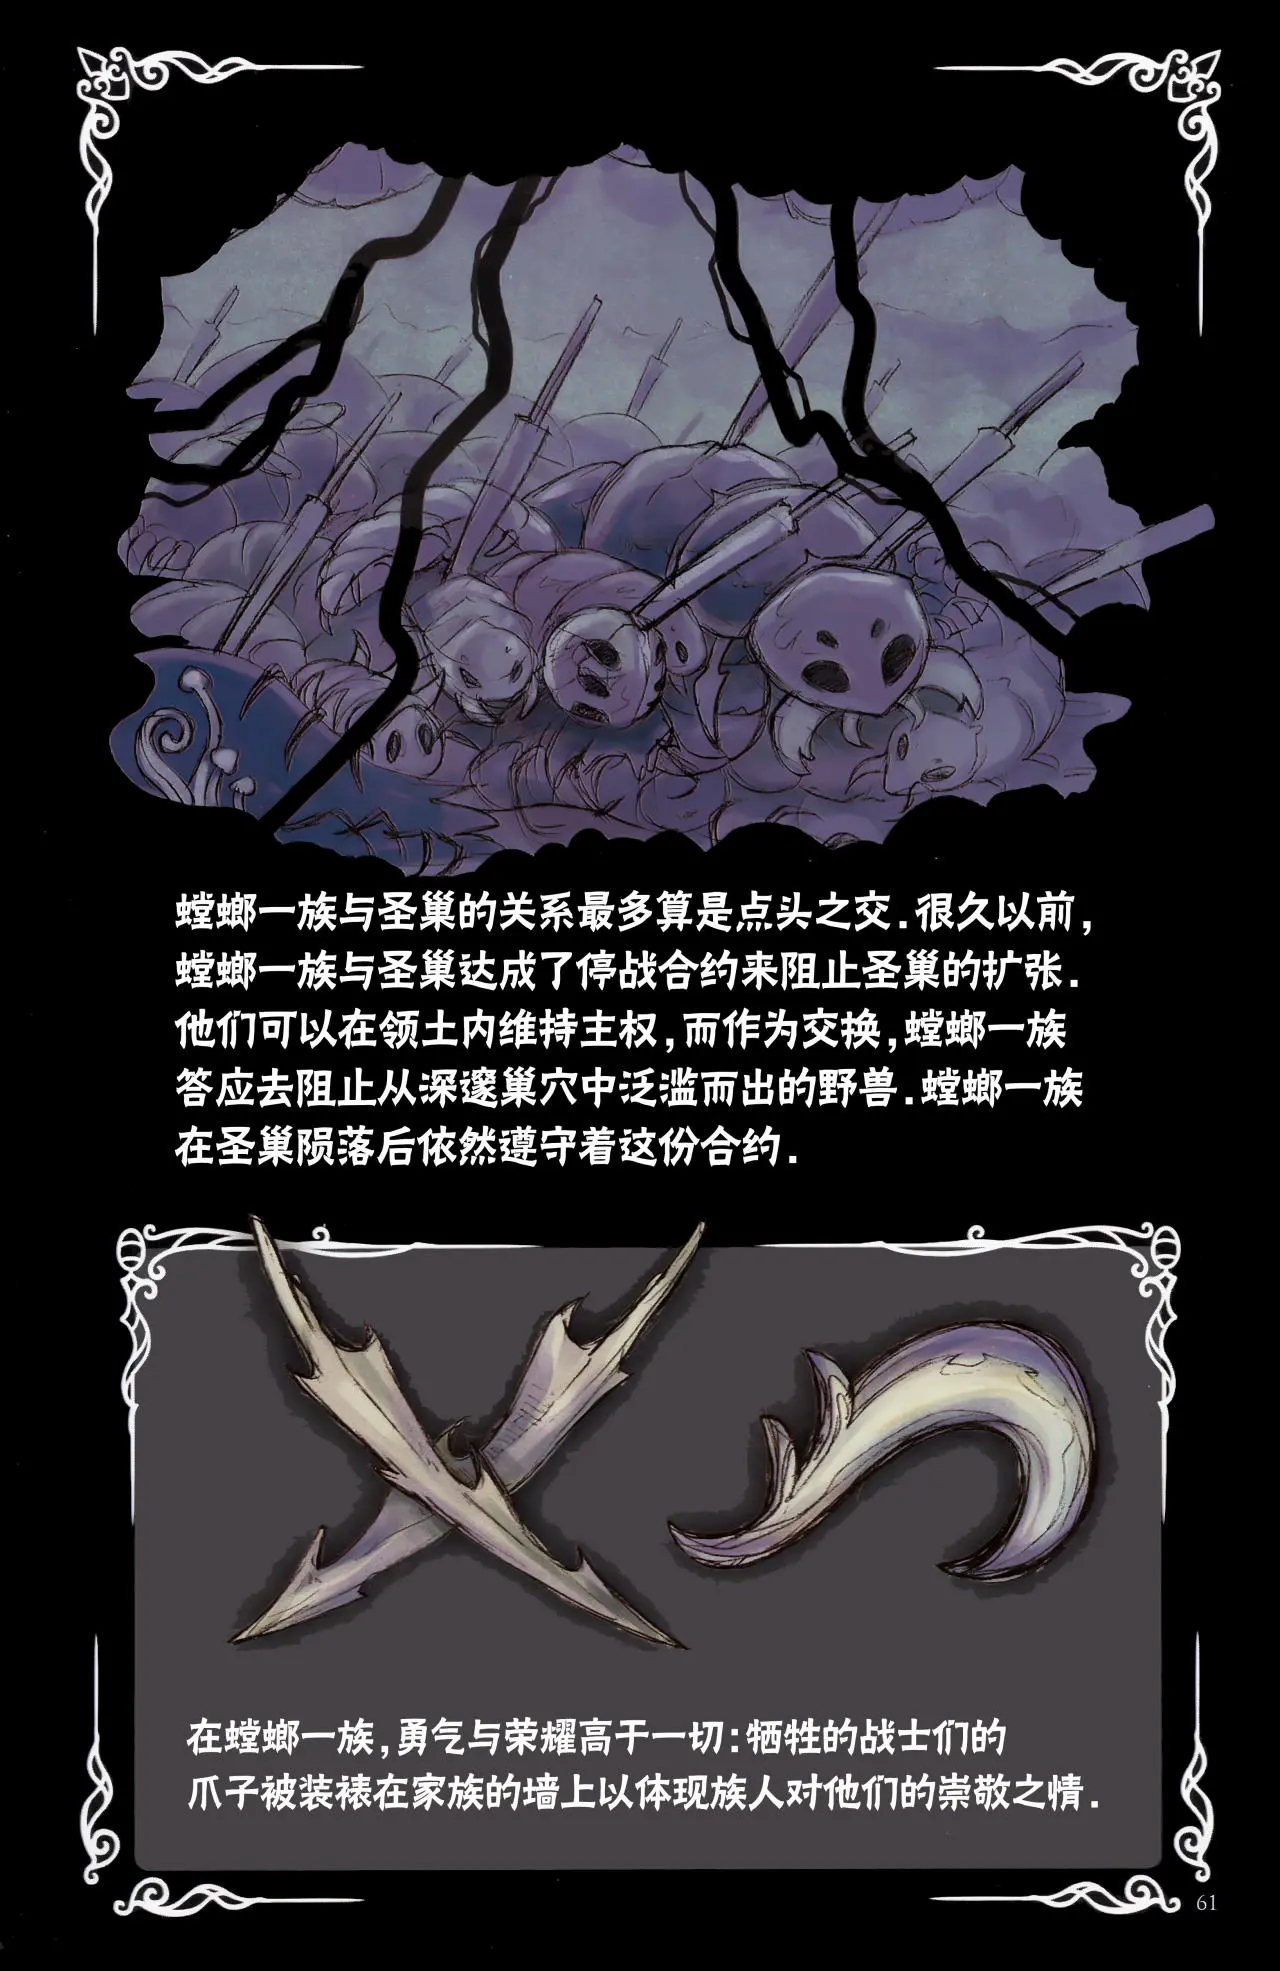 螳螂一族与圣巢的关系最多算是点头之交.很久以前,
螳螂一族与圣巢达成了停战合约来阻止圣巢的扩张.
他们可以在领土内维持主权,而作为交换,螳螂一族
答应去阻止从深邃巢穴中泛滥而出的野兽.螳螂一族
在圣巢陨落后依然遵守着这份合约.
在螳螂一族,勇气与荣耀高于一切:牺牲的战士们的
爪子被装裱在家族的墙上以体现族人对他们的崇敬之情.
61